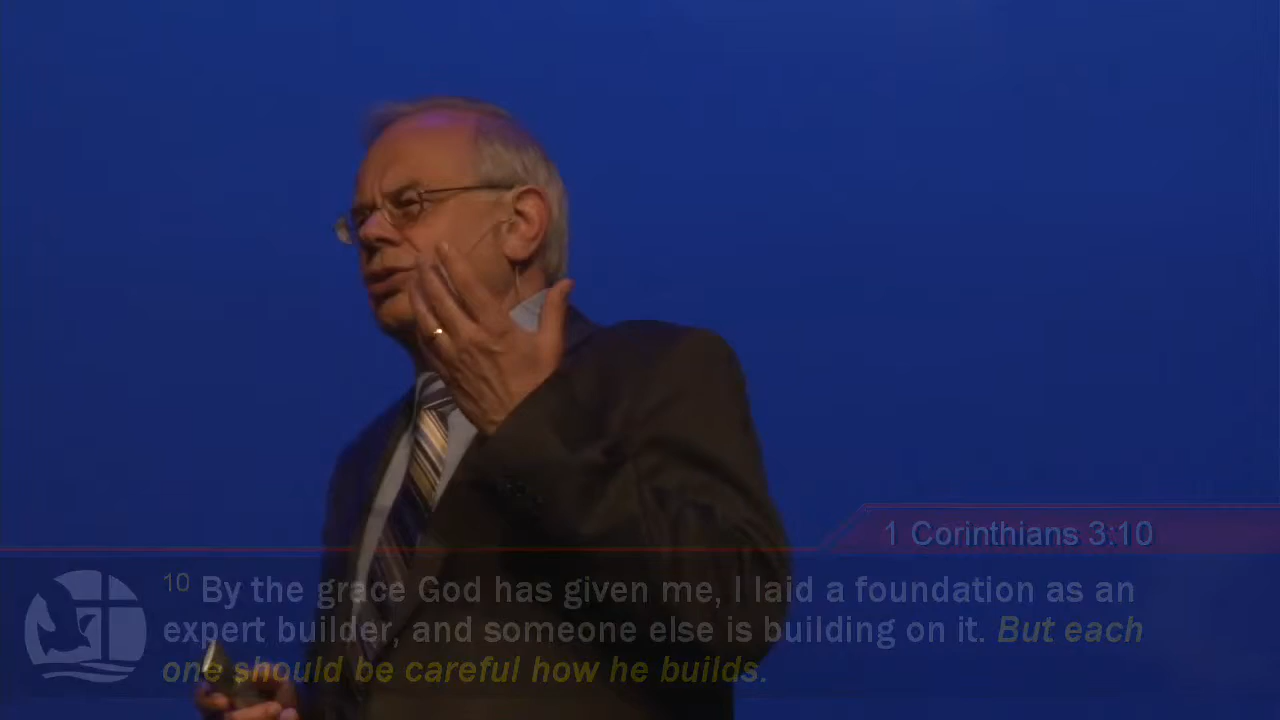 1 Corinthians 3:10
10 By the grace God has given me, I laid a foundation as an
expert builder, and someone else is building on it. But each
one should be careful how he builds.